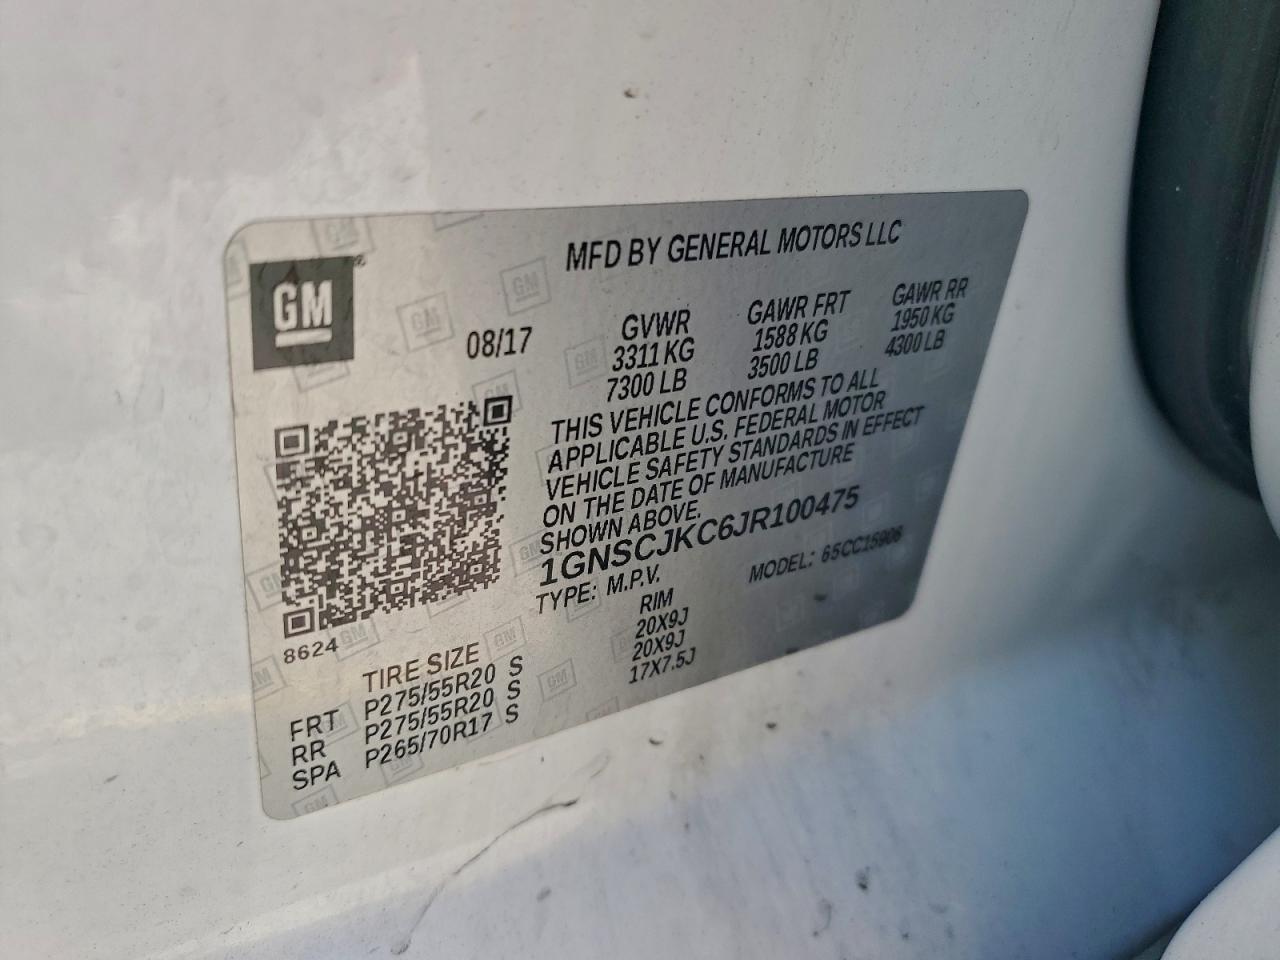 GM
MFD BY GENERAL MOTORS LLC
08/17
GVWR GAWR FRT GAWR RR
3311 KG 1588 KG 1950 KG
7300 LB 3500 LB 4300 LB
THIS VEHICLE CONFORMS TO ALL
APPLICABLE U.S. FEDERAL MOTOR
VEHICLE SAFETY STANDARDS IN EFFECT
ON THE DATE OF MANUFACTURE
SHOWN ABOVE.
1GNSCJKC6JR100475
TYPE: M.P.V. MODEL: 65CC15906
8624
TIRE SIZE RIM
FRT P275/55R20 S 20X9J
RR P275/55R20 S 20X9J
SPA P265/70R17 S 17X7.5J